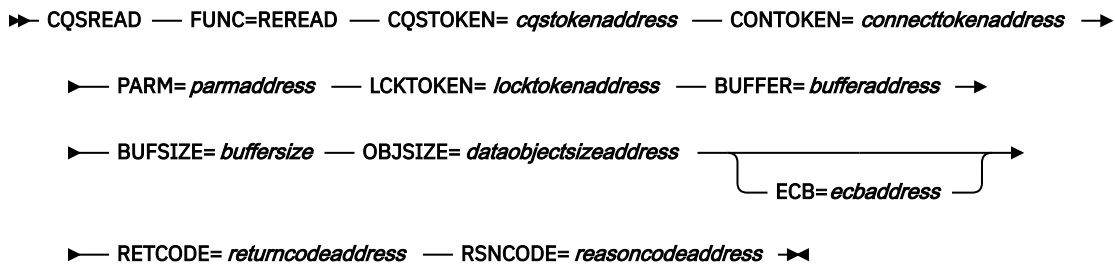 CQSREAD FUNC=REREAD CQSTOKEN= cqstokenaddress CONTOKEN= connecttokenaddress
PARM= parmaddress LCKTOKEN= locktokenaddress BUFFER= bufferaddress
BUFSIZE= buffersize OBJSIZE= dataobjectsizeaddress
ECB= ecbaddress
RETCODE= returncodeaddress RSNCODE= reasoncodeaddress